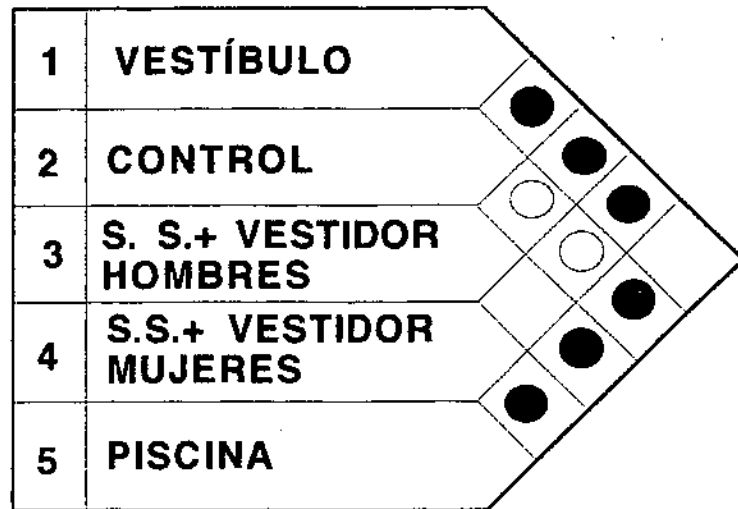 1 VESTÍBULO
2 CONTROL
3 S. S.+ VESTIDOR
HOMBRES
4 S.S.+ VESTIDOR
MUJERES
5 PISCINA